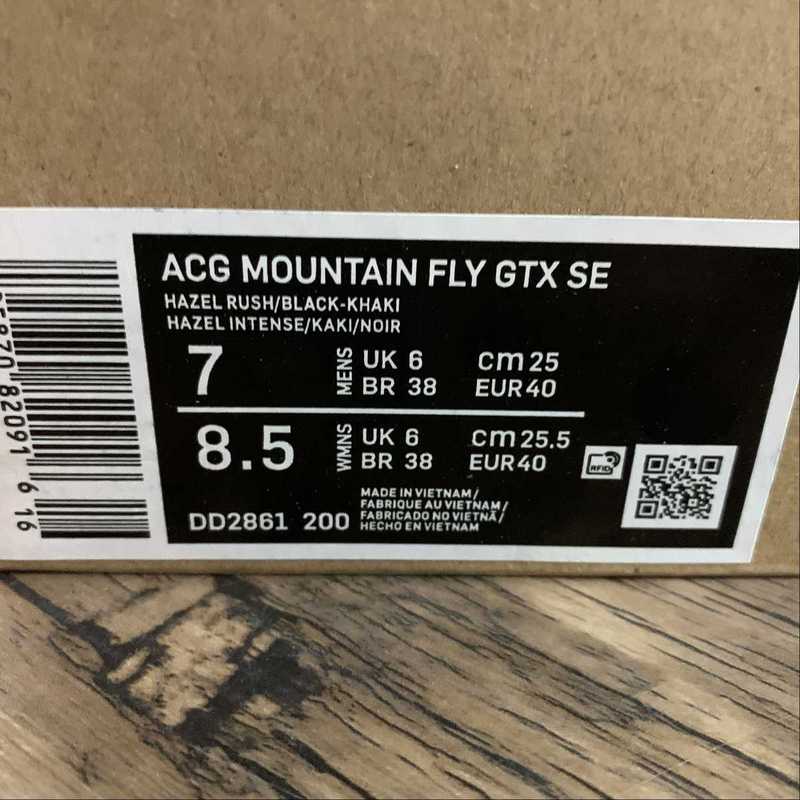 ACG MOUNTAIN FLY GTX SE
HAZEL RUSH/BLACK-KHAKI
HAZEL INTENSE/KAKI/NOIR
7 MENS UK 6 cm 25
BR 38 EUR 40
8.5 WMNS UK 6 cm 25.5
BR 38 EUR 40
RFID
DD2861 200
MADE IN VIETNAM/
FABRIQUE AU VIETNAM/
FABRICADO NO VIETNÃ/
HECHO EN VIETNAM
82091 6 16